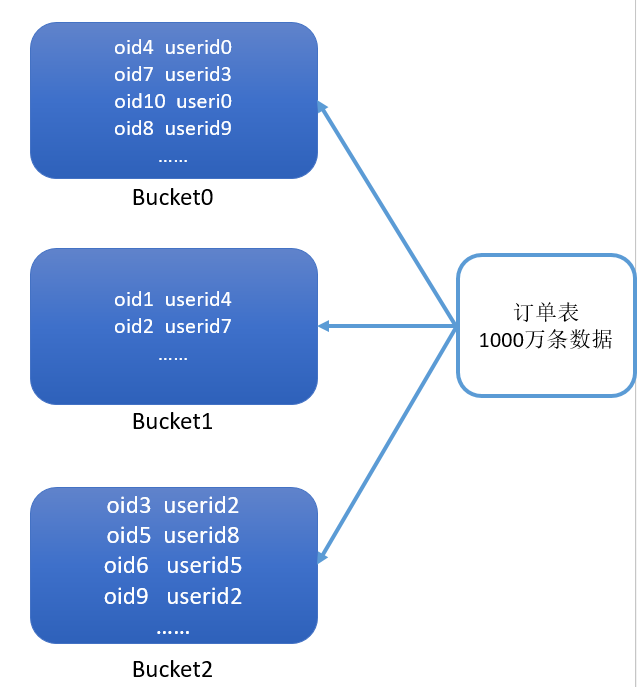 oid4 userid0
oid7 userid3
oid10 useri0
oid8 userid9
……
Bucket0
oid1 userid4
oid2 userid7
……
Bucket1
oid3 userid2
oid5 userid8
oid6 userid5
oid9 userid2
……
Bucket2
订单表
1000万条数据